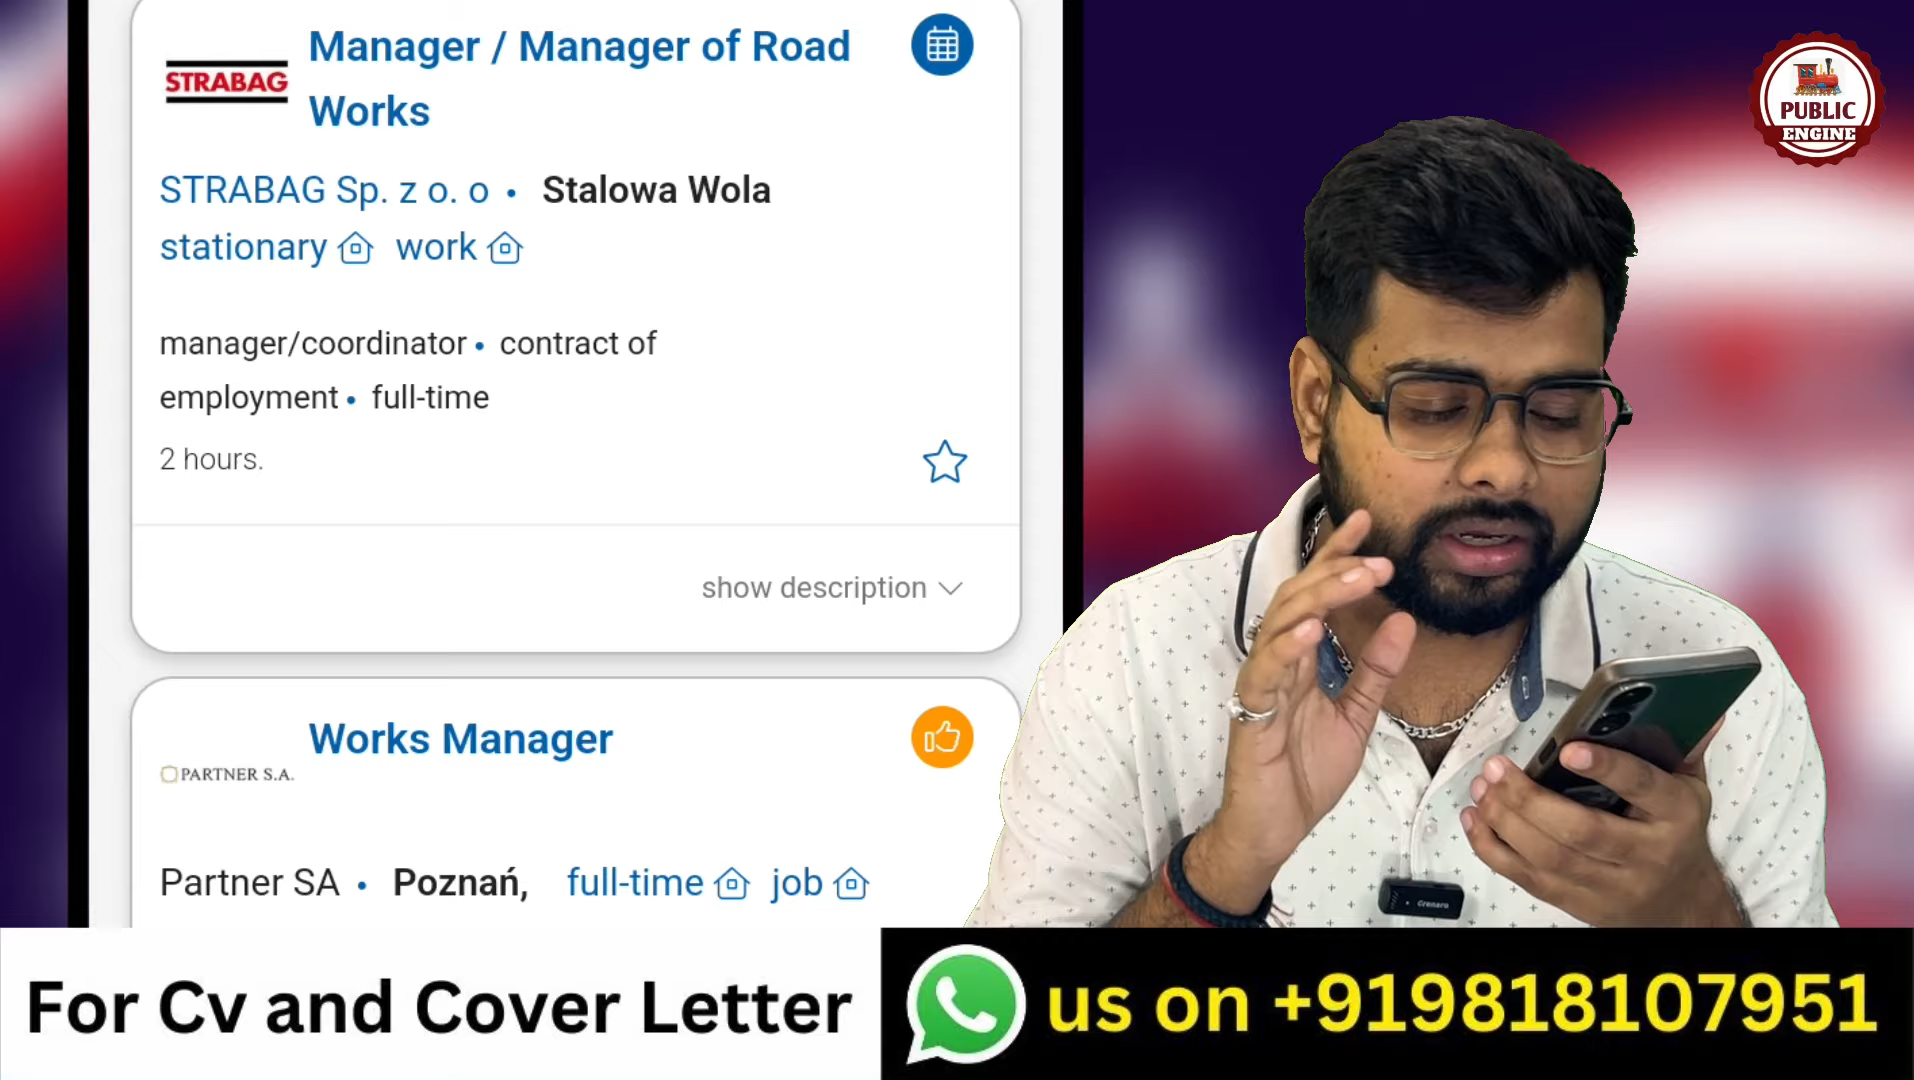 Manager / Manager of Road
Works
STRABAG
STRABAG Sp. z o. o • Stalowa Wola
stationary work
manager/coordinator • contract of
employment • full-time
2 hours.
show description
Works Manager
PARTNER S.A.
Partner SA • Poznań, full-time job
PUBLIC
ENGINE
Grenaro
For Cv and Cover Letter
us on +919818107951